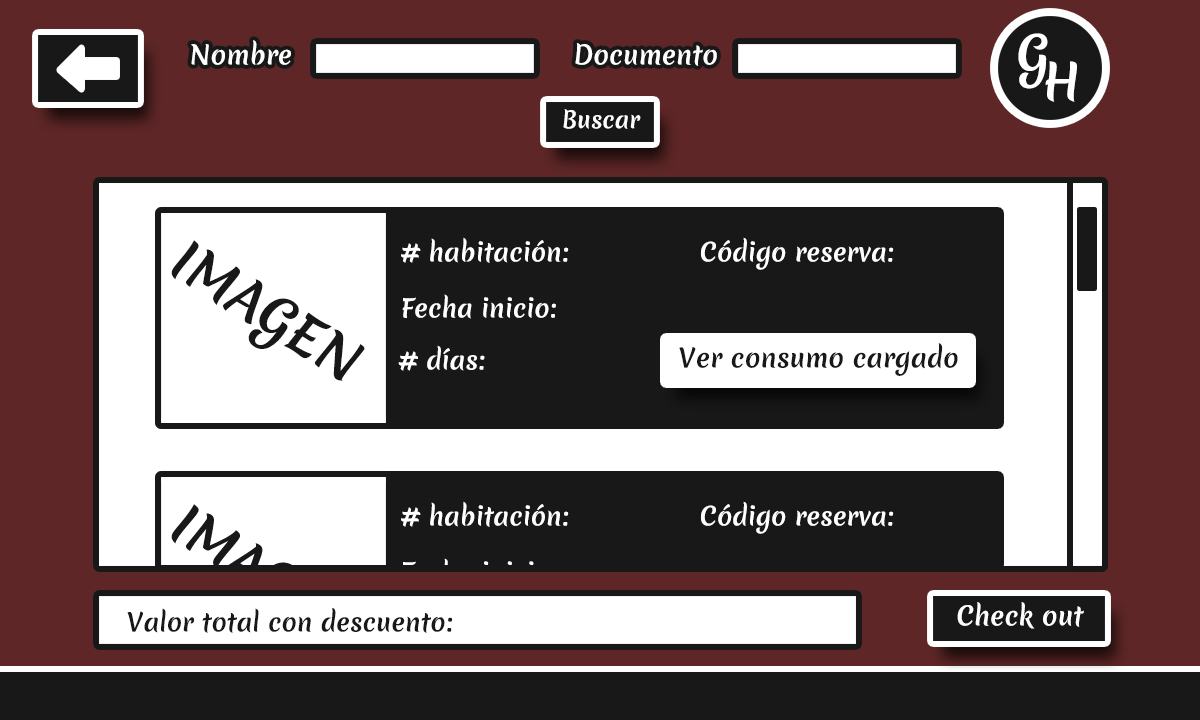 Nombre
Documento
GH
Buscar
IMAGEN
# habitación:
Código reserva:
Fecha inicio:
# días:
Ver consumo cargado
# habitación:
Código reserva:
Valor total con descuento:
Check out